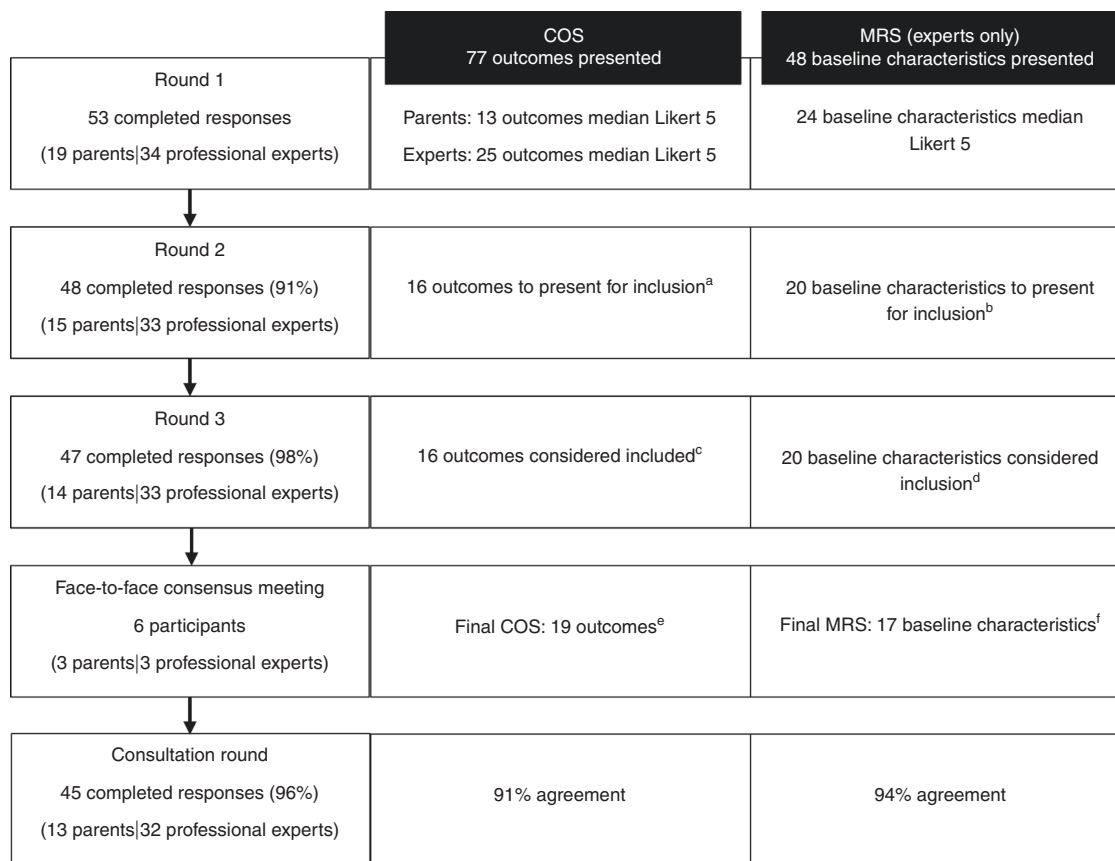 COS
77 outcomes presented
MRS (experts only)
48 baseline characteristics presented
Round 1
53 completed responses
(19 parents|34 professional experts)
Parents: 13 outcomes median Likert 5
Experts: 25 outcomes median Likert 5
24 baseline characteristics median
Likert 5
Round 2
48 completed responses (91%)
(15 parents|33 professional experts)
16 outcomes to present for inclusionᵃ
20 baseline characteristics to present
for inclusionᵇ
Round 3
47 completed responses (98%)
(14 parents|33 professional experts)
16 outcomes considered includedᶜ
20 baseline characteristics considered
inclusionᵈ
Face-to-face consensus meeting
6 participants
(3 parents|3 professional experts)
Final COS: 19 outcomesᵉ
Final MRS: 17 baseline characteristicsᶠ
Consultation round
45 completed responses (96%)
(13 parents|32 professional experts)
91% agreement
94% agreement